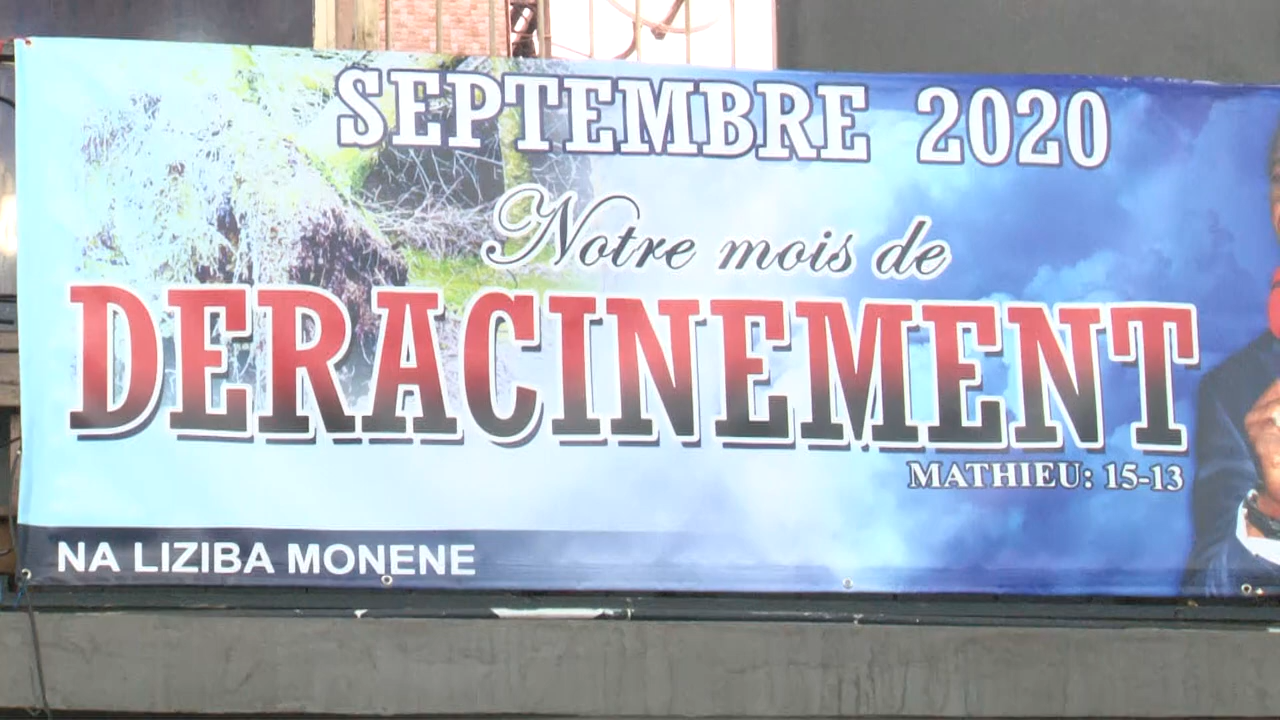 SEPTEMBRE 2020
Notre mois de
DERACINEMENT
MATHIEU: 15-13
NA LIZIBA MONENE